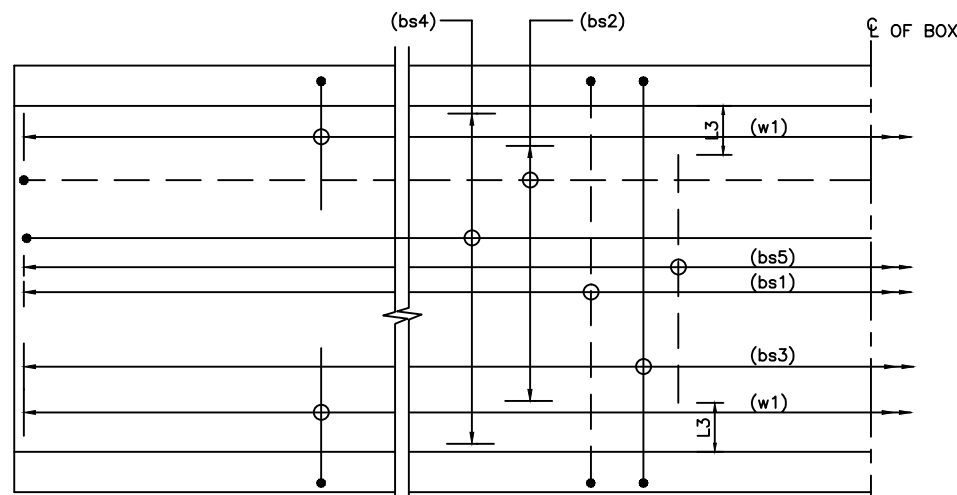 (bs4)
(bs2)
℄ OF BOX
L3
(w1)
(bs5)
(bs1)
(bs3)
(w1)
L3